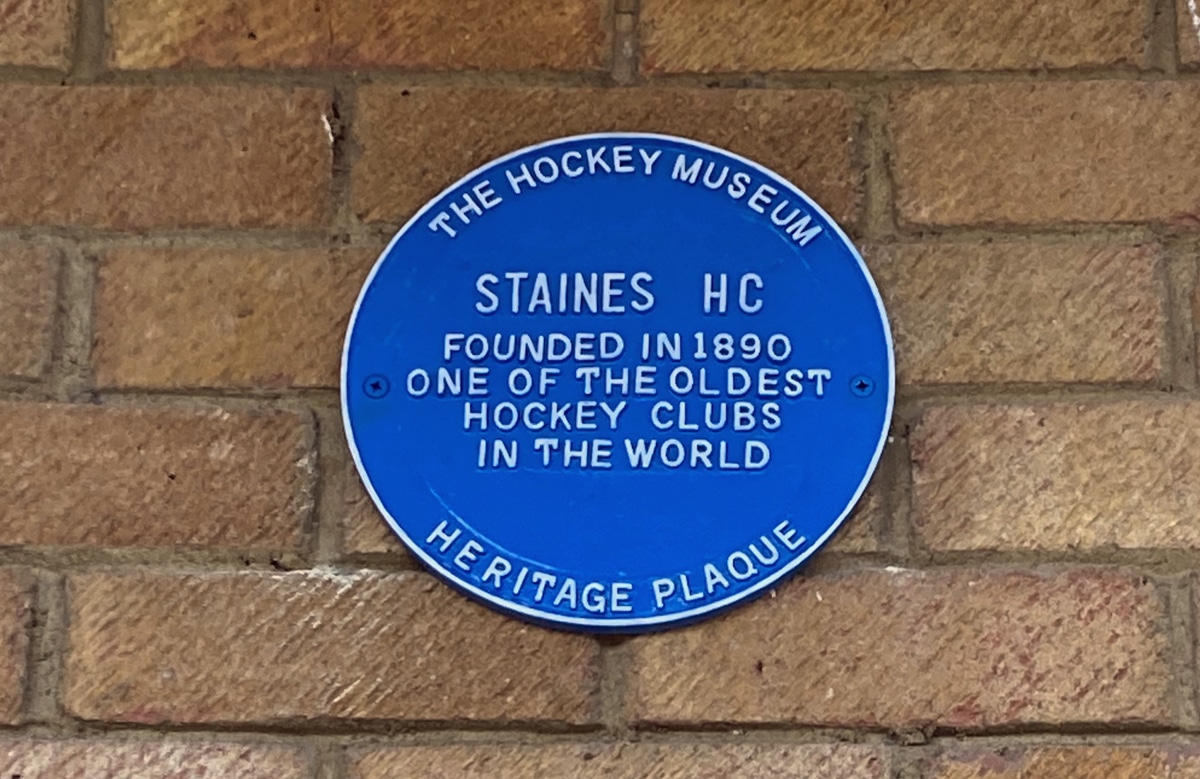 THE HOCKEY MUSEUM
STAINES HC
FOUNDED IN 1890
ONE OF THE OLDEST
HOCKEY CLUBS
IN THE WORLD
HERITAGE PLAQUE